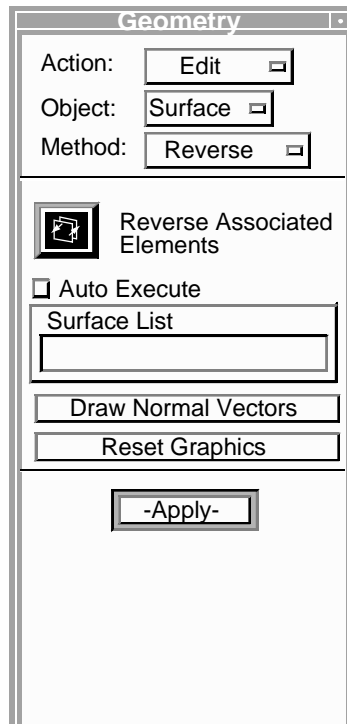 Geometry
Action: Edit
Object: Surface
Method: Reverse
Reverse Associated
Elements
Auto Execute
Surface List
Draw Normal Vectors
Reset Graphics
-Apply-